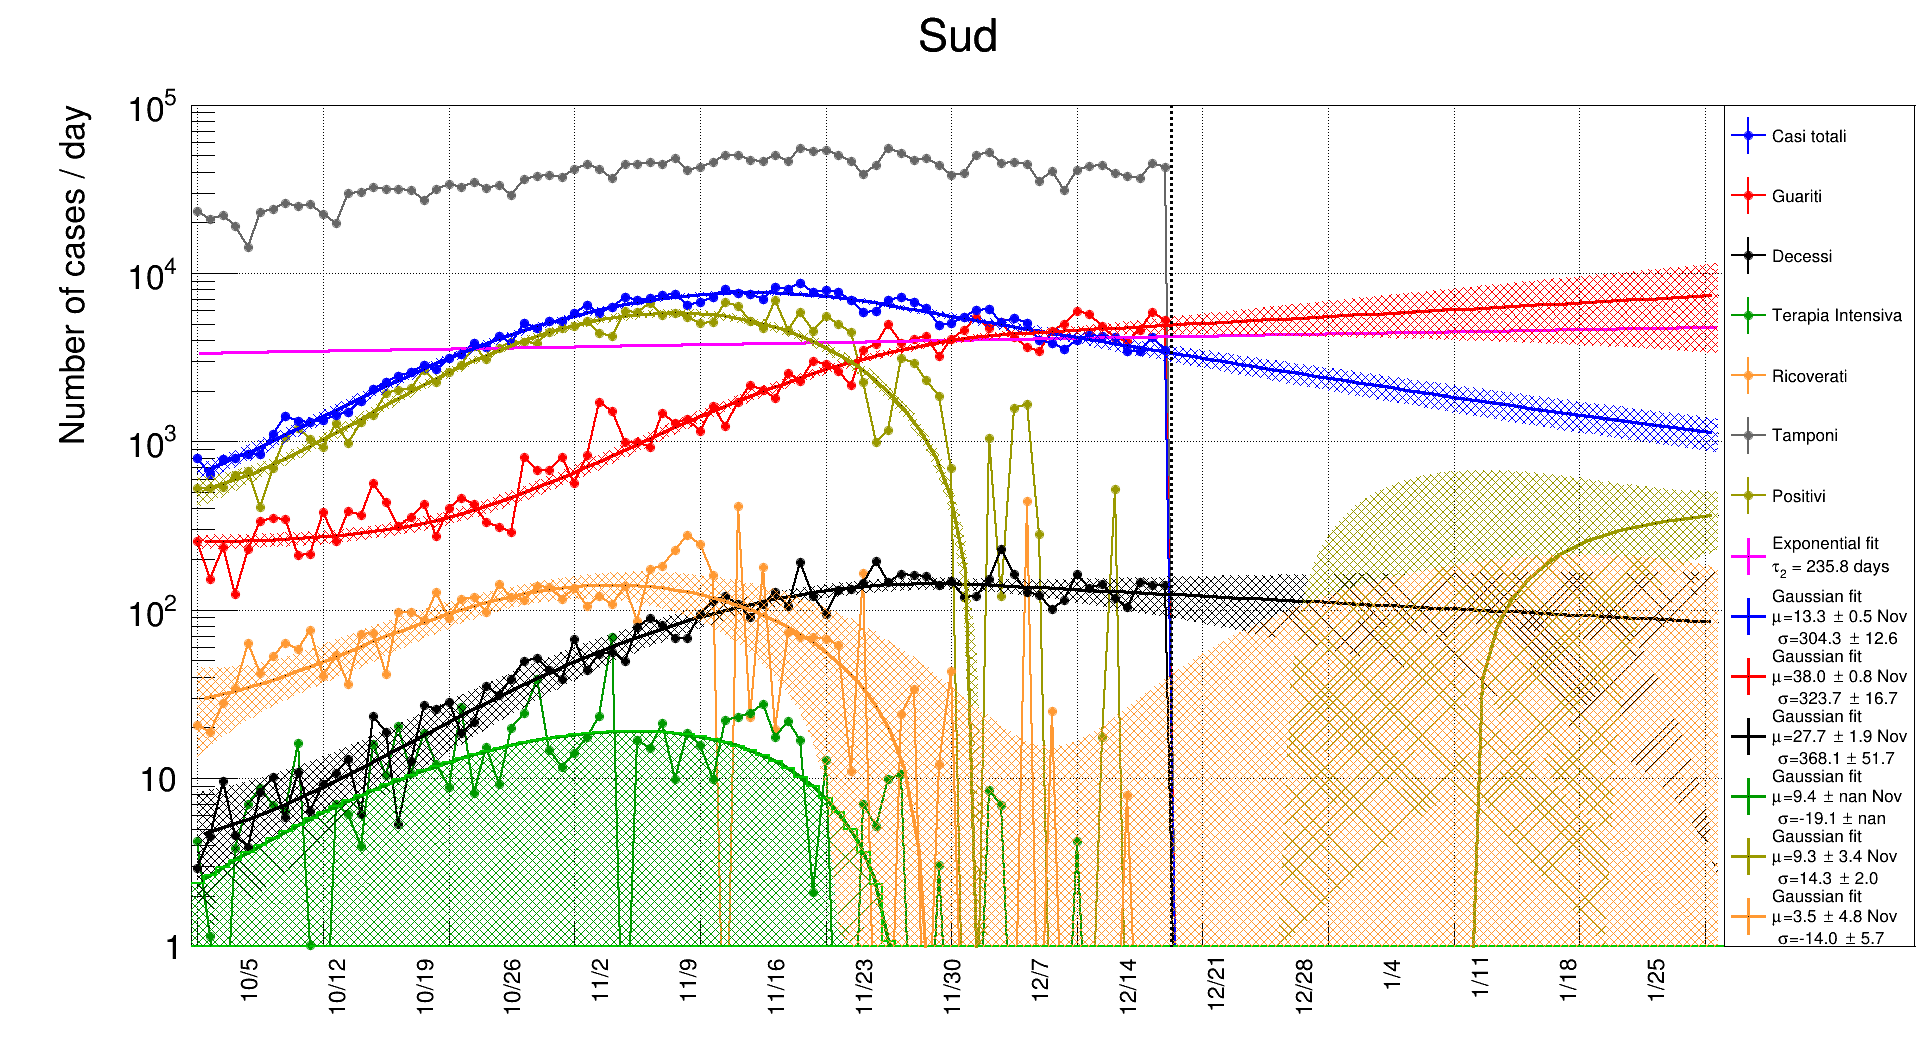 Sud
Number of cases / day
10^5
10^4
10^3
10^2
10
1
10/5
10/12
10/19
10/26
11/2
11/9
11/16
11/23
11/30
12/7
12/14
12/21
12/28
1/4
1/11
1/18
1/25
Casi totali
Guariti
Decessi
Terapia Intensiva
Ricoverati
Tamponi
Positivi
Exponential fit
τ_2 = 235.8 days
Gaussian fit
μ=13.3 ± 0.5 Nov
σ=304.3 ± 12.6
Gaussian fit
μ=38.0 ± 0.8 Nov
σ=323.7 ± 16.7
Gaussian fit
μ=27.7 ± 1.9 Nov
σ=368.1 ± 51.7
Gaussian fit
μ=9.4 ± nan Nov
σ=-19.1 ± nan
Gaussian fit
μ=9.3 ± 3.4 Nov
σ=14.3 ± 2.0
Gaussian fit
μ=3.5 ± 4.8 Nov
σ=-14.0 ± 5.7